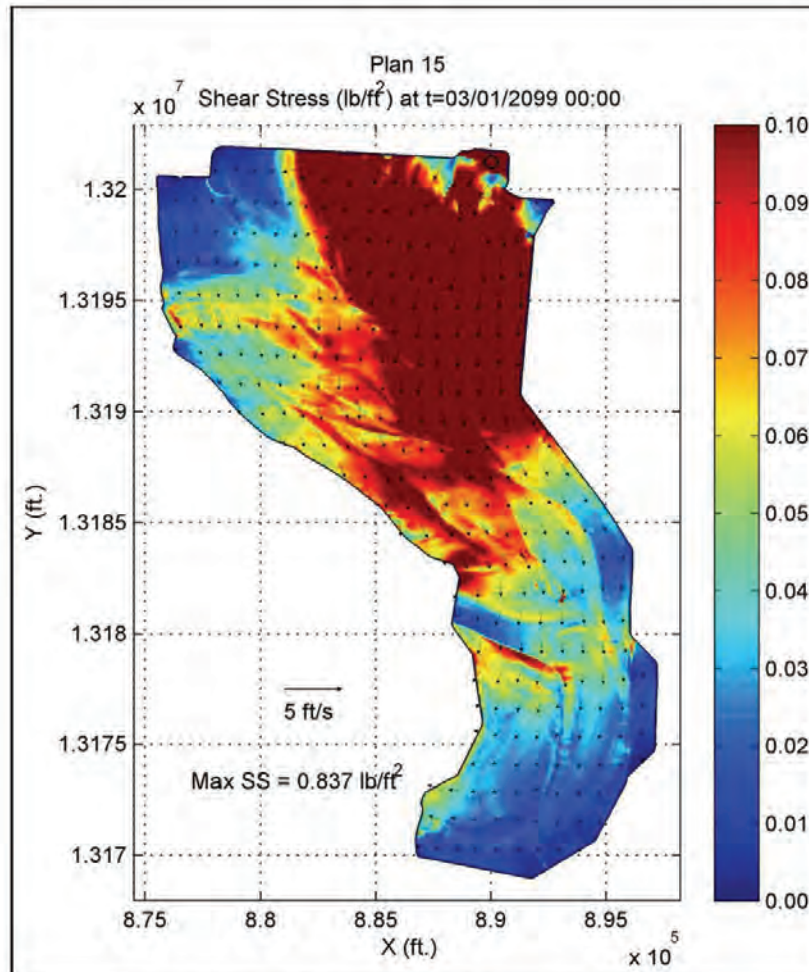 Plan 15
x 10^7
Shear Stress (lb/ft^2) at t=03/01/2099 00:00
1.32
1.3195
1.319
1.3185
1.318
1.3175
1.317
Y (ft.)
5 ft/s
Max SS = 0.837 lb/ft^2
8.75
8.8
8.85
8.9
8.95
X (ft.)
x 10^5
0.10
0.09
0.08
0.07
0.06
0.05
0.04
0.03
0.02
0.01
0.00